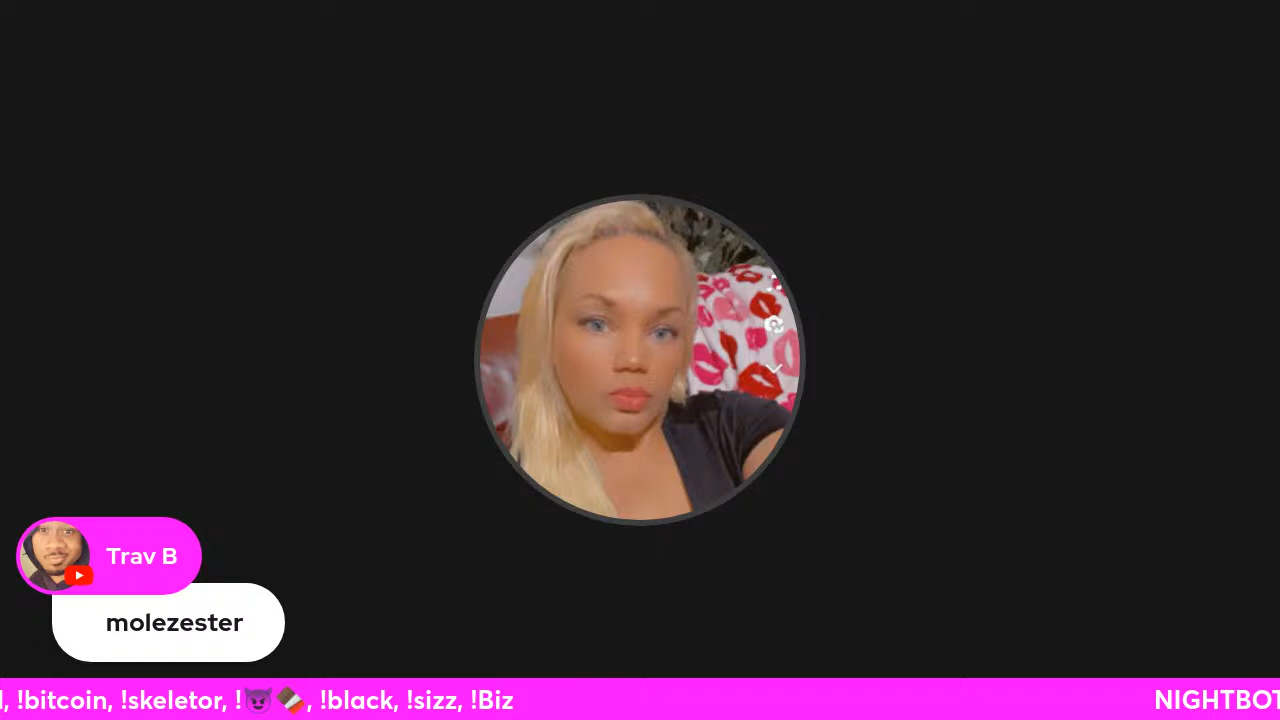 Trav B
molezester
, !bitcoin, !skeletor, !😈🍫, !black, !sizz, !Biz
NIGHTBOT